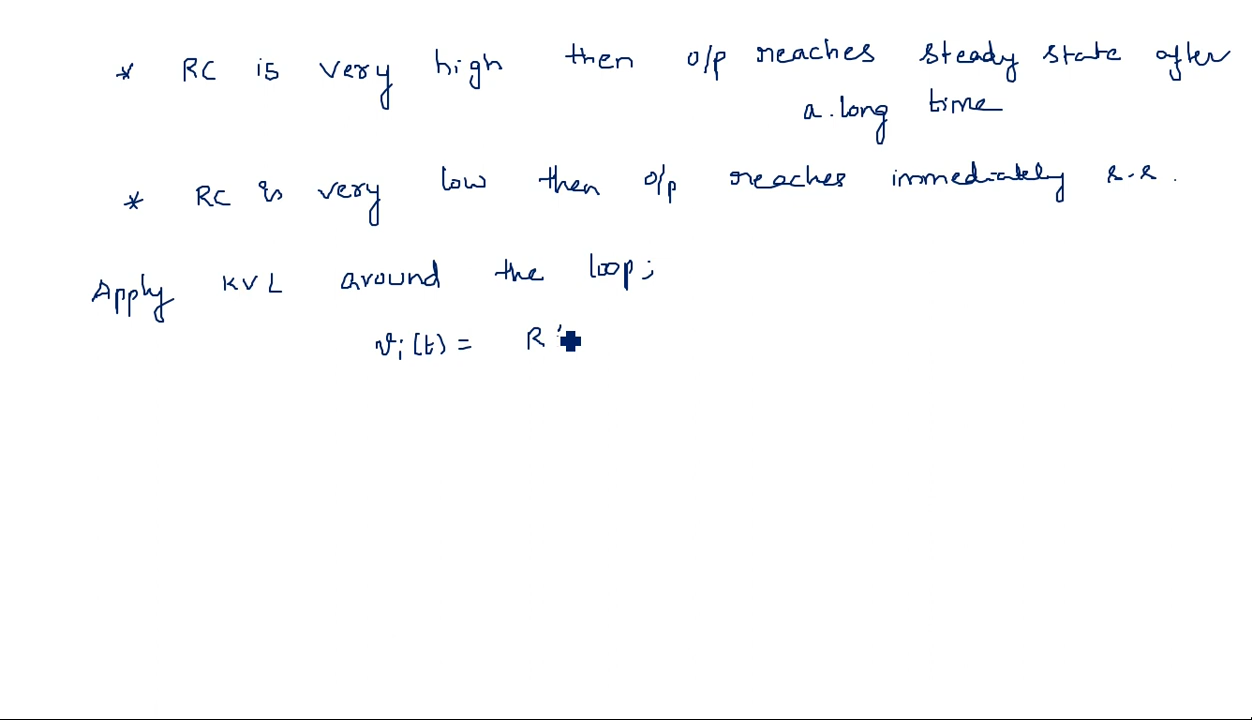 * RC is very high then o/p reaches steady state after
a long time
* RC is very low then o/p reaches immediately s.s.
Apply KVL around the loop;
vi(t) = R i